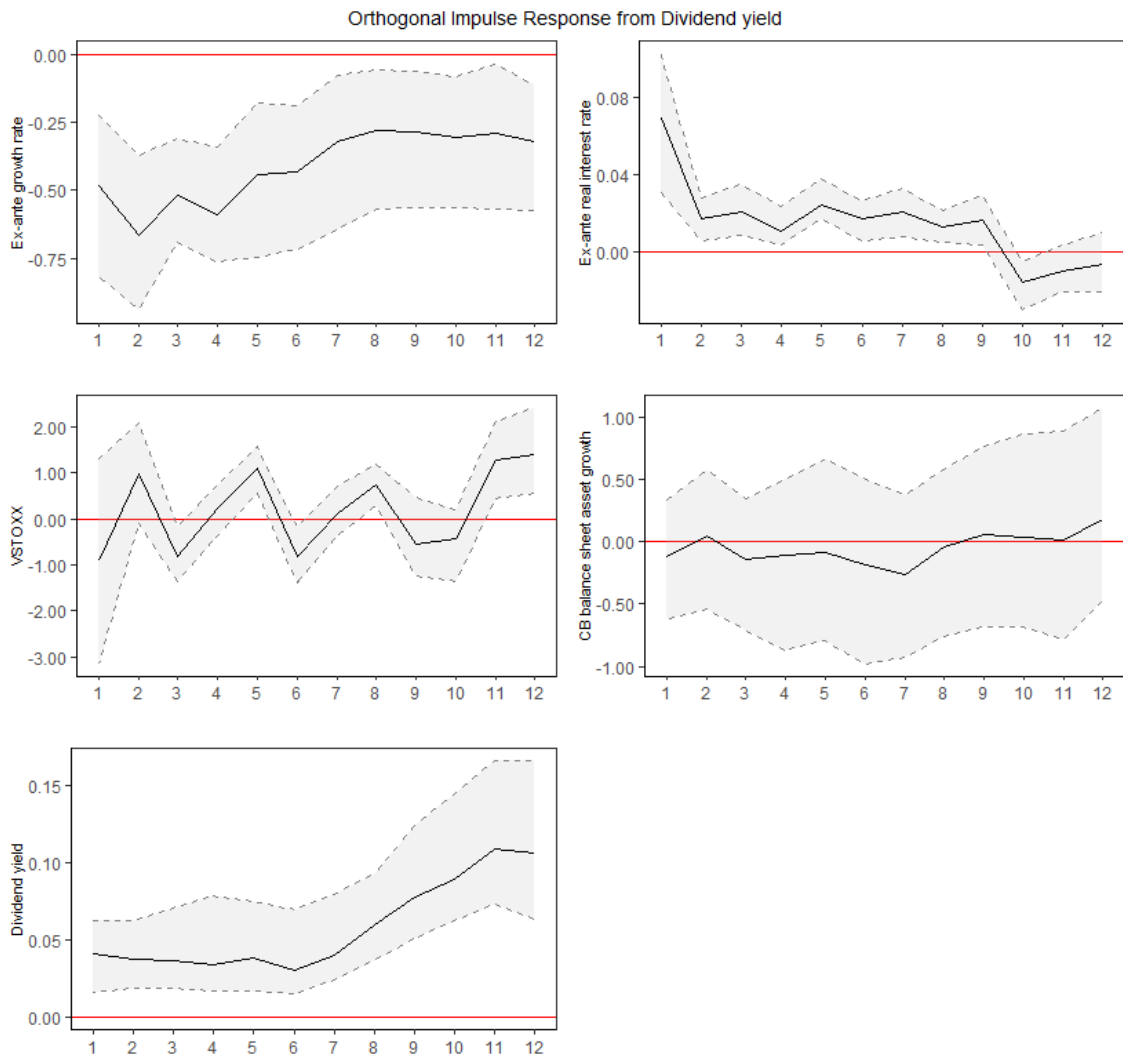 Orthogonal Impulse Response from Dividend yield
Ex-ante growth rate
0.00
-0.25
-0.50
-0.75
1 2 3 4 5 6 7 8 9 10 11 12
Ex-ante real interest rate
0.08
0.04
0.00
1 2 3 4 5 6 7 8 9 10 11 12
VSTOXX
2.00
1.00
0.00
-1.00
-2.00
-3.00
1 2 3 4 5 6 7 8 9 10 11 12
CB balance sheet asset growth
1.00
0.50
0.00
-0.50
-1.00
1 2 3 4 5 6 7 8 9 10 11 12
Dividend yield
0.15
0.10
0.05
0.00
1 2 3 4 5 6 7 8 9 10 11 12